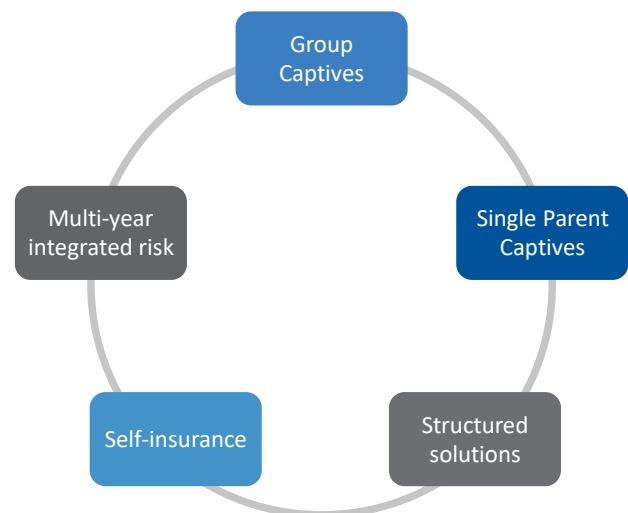 Group
Captives
Single Parent
Captives
Structured
solutions
Self-insurance
Multi-year
integrated risk